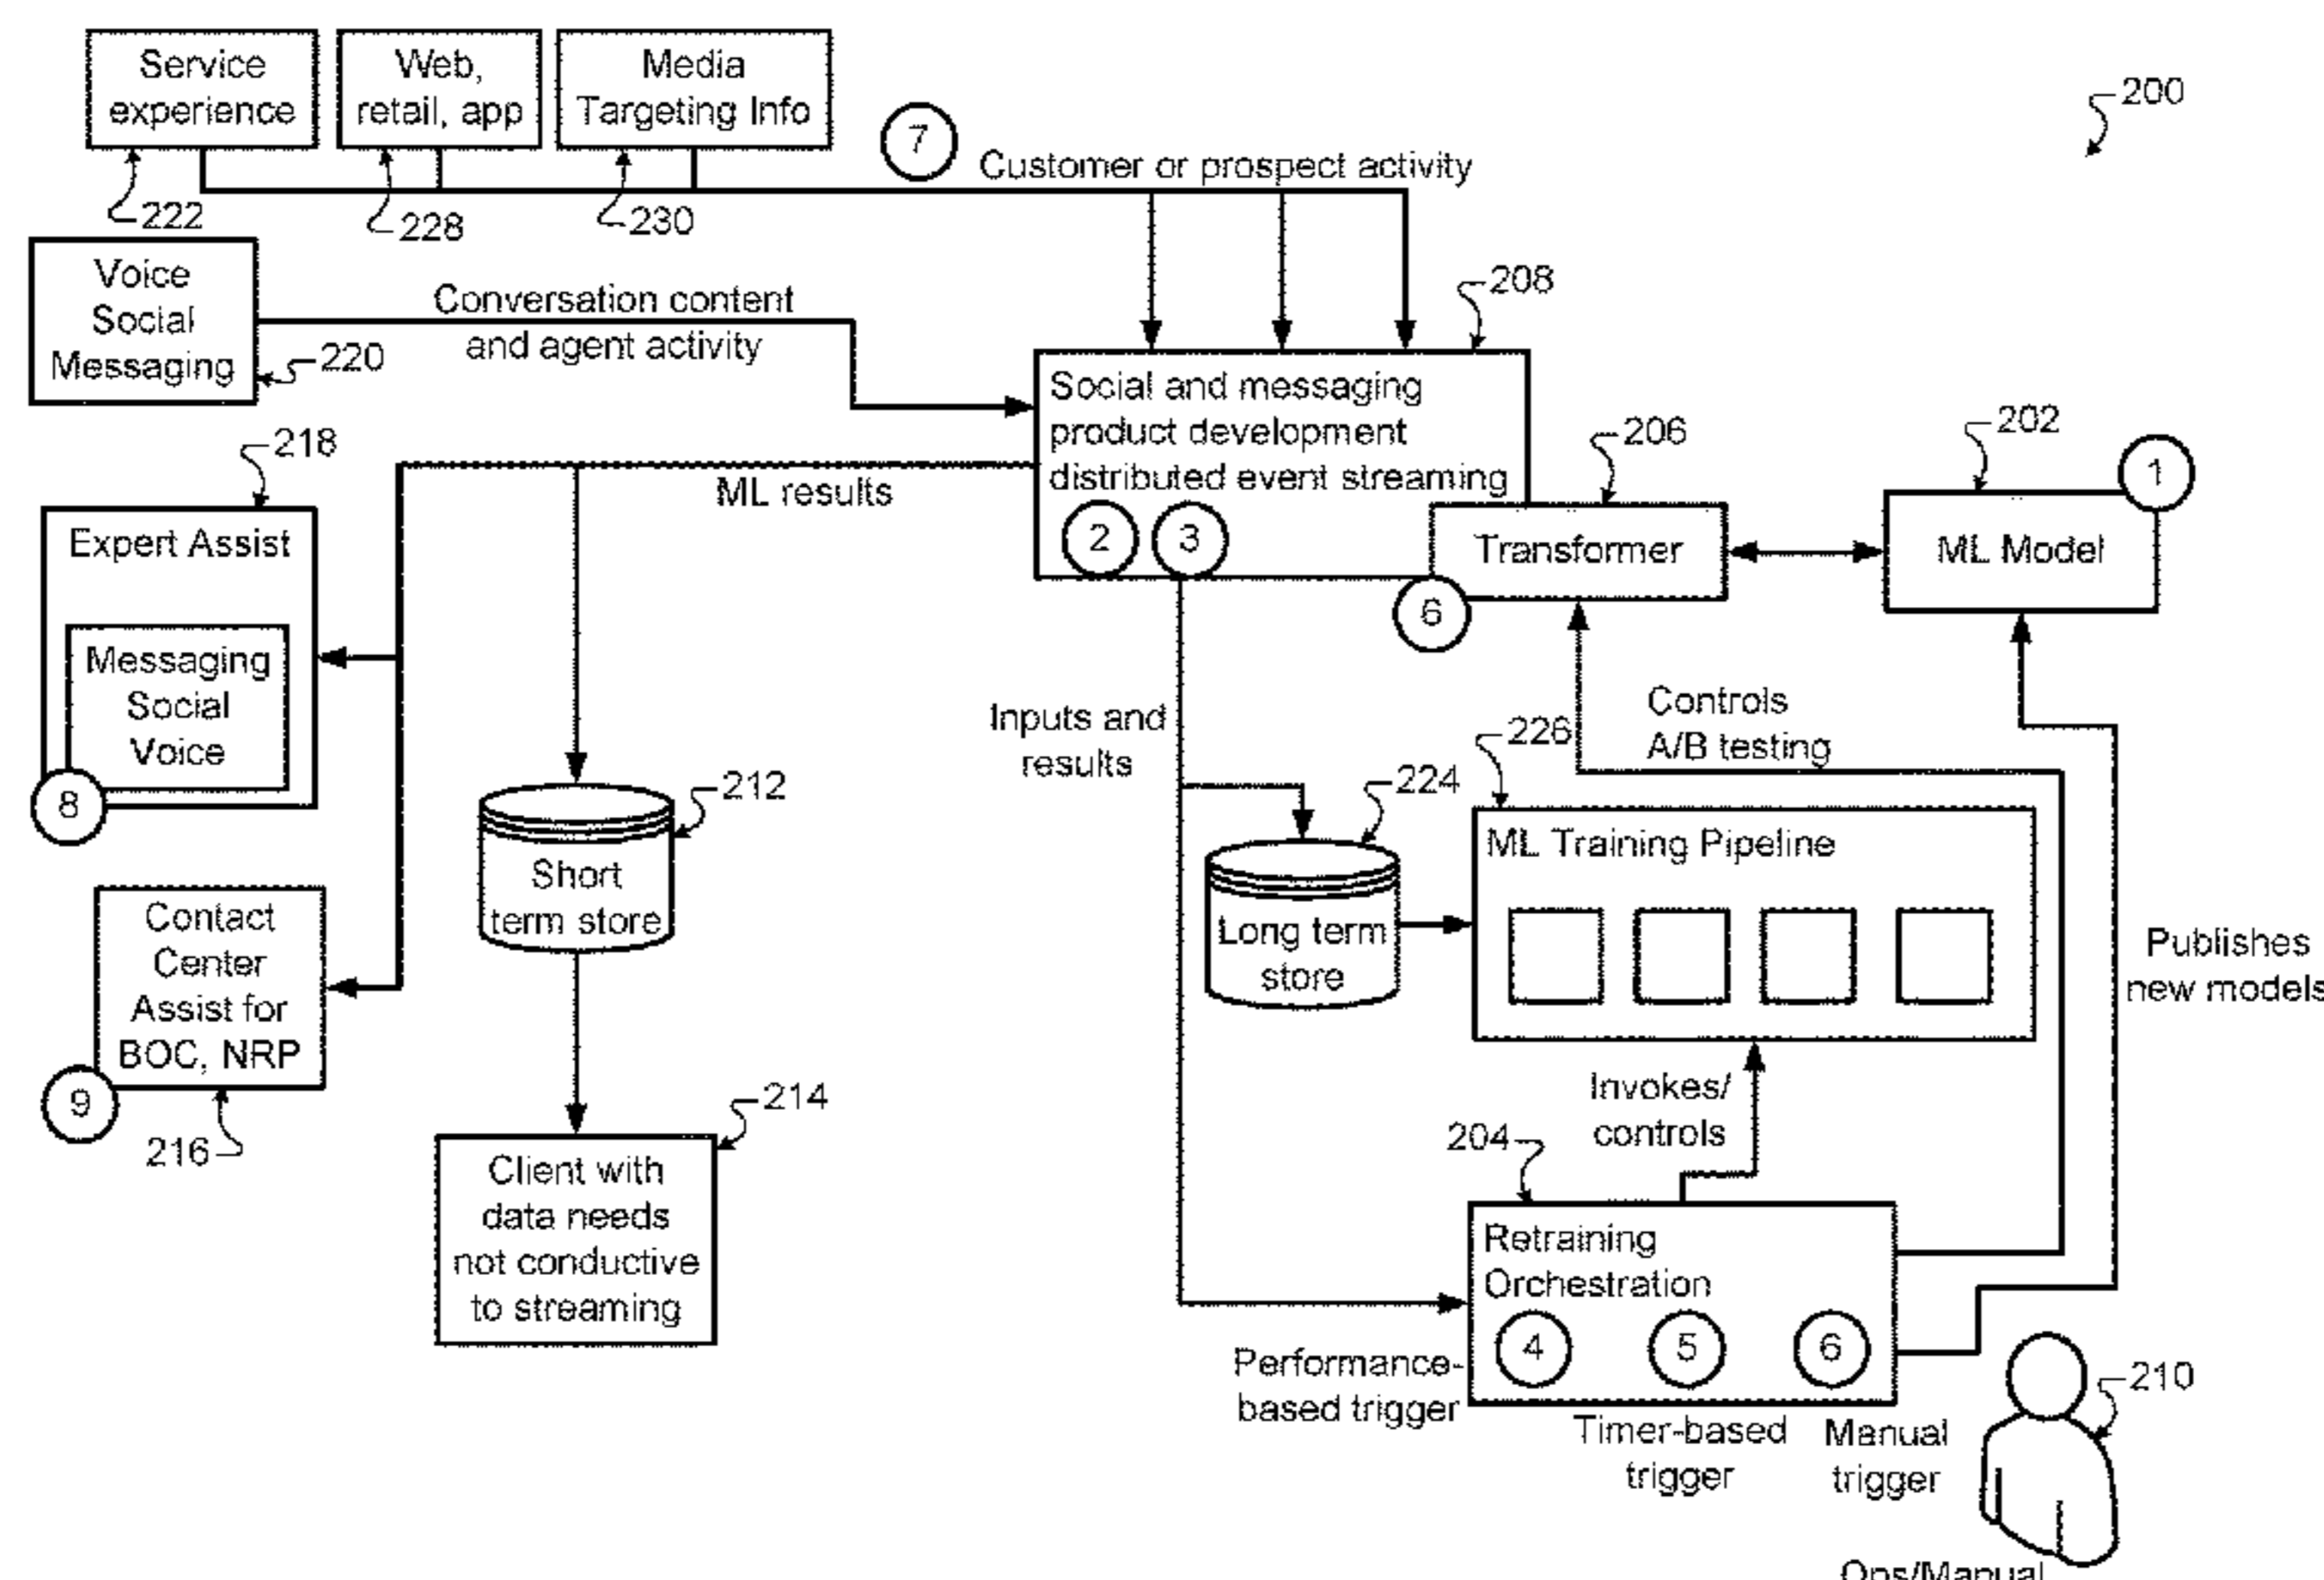 Service
experience
Web,
retail, app
Media
Targeting Info
7
Customer or prospect activity
200
222
228
230
Voice
Social
Messaging
220
Conversation content
and agent activity
208
Social and messaging
product development
distributed event streaming
2
3
206
Transformer
6
202
ML Model
1
218
Expert Assist
Messaging
Social
Voice
8
ML results
212
Short
term store
Contact
Center
Assist for
BOC, NRP
9
216
214
Client with
data needs
not conductive
to streaming
Inputs and
results
224
Long term
store
226
Controls
A/B testing
ML Training Pipeline
Publishes
new models
Invokes/
controls
204
Retraining
Orchestration
4
5
6
Performance-
based trigger
Timer-based
trigger
Manual
trigger
210
Ops/Manual